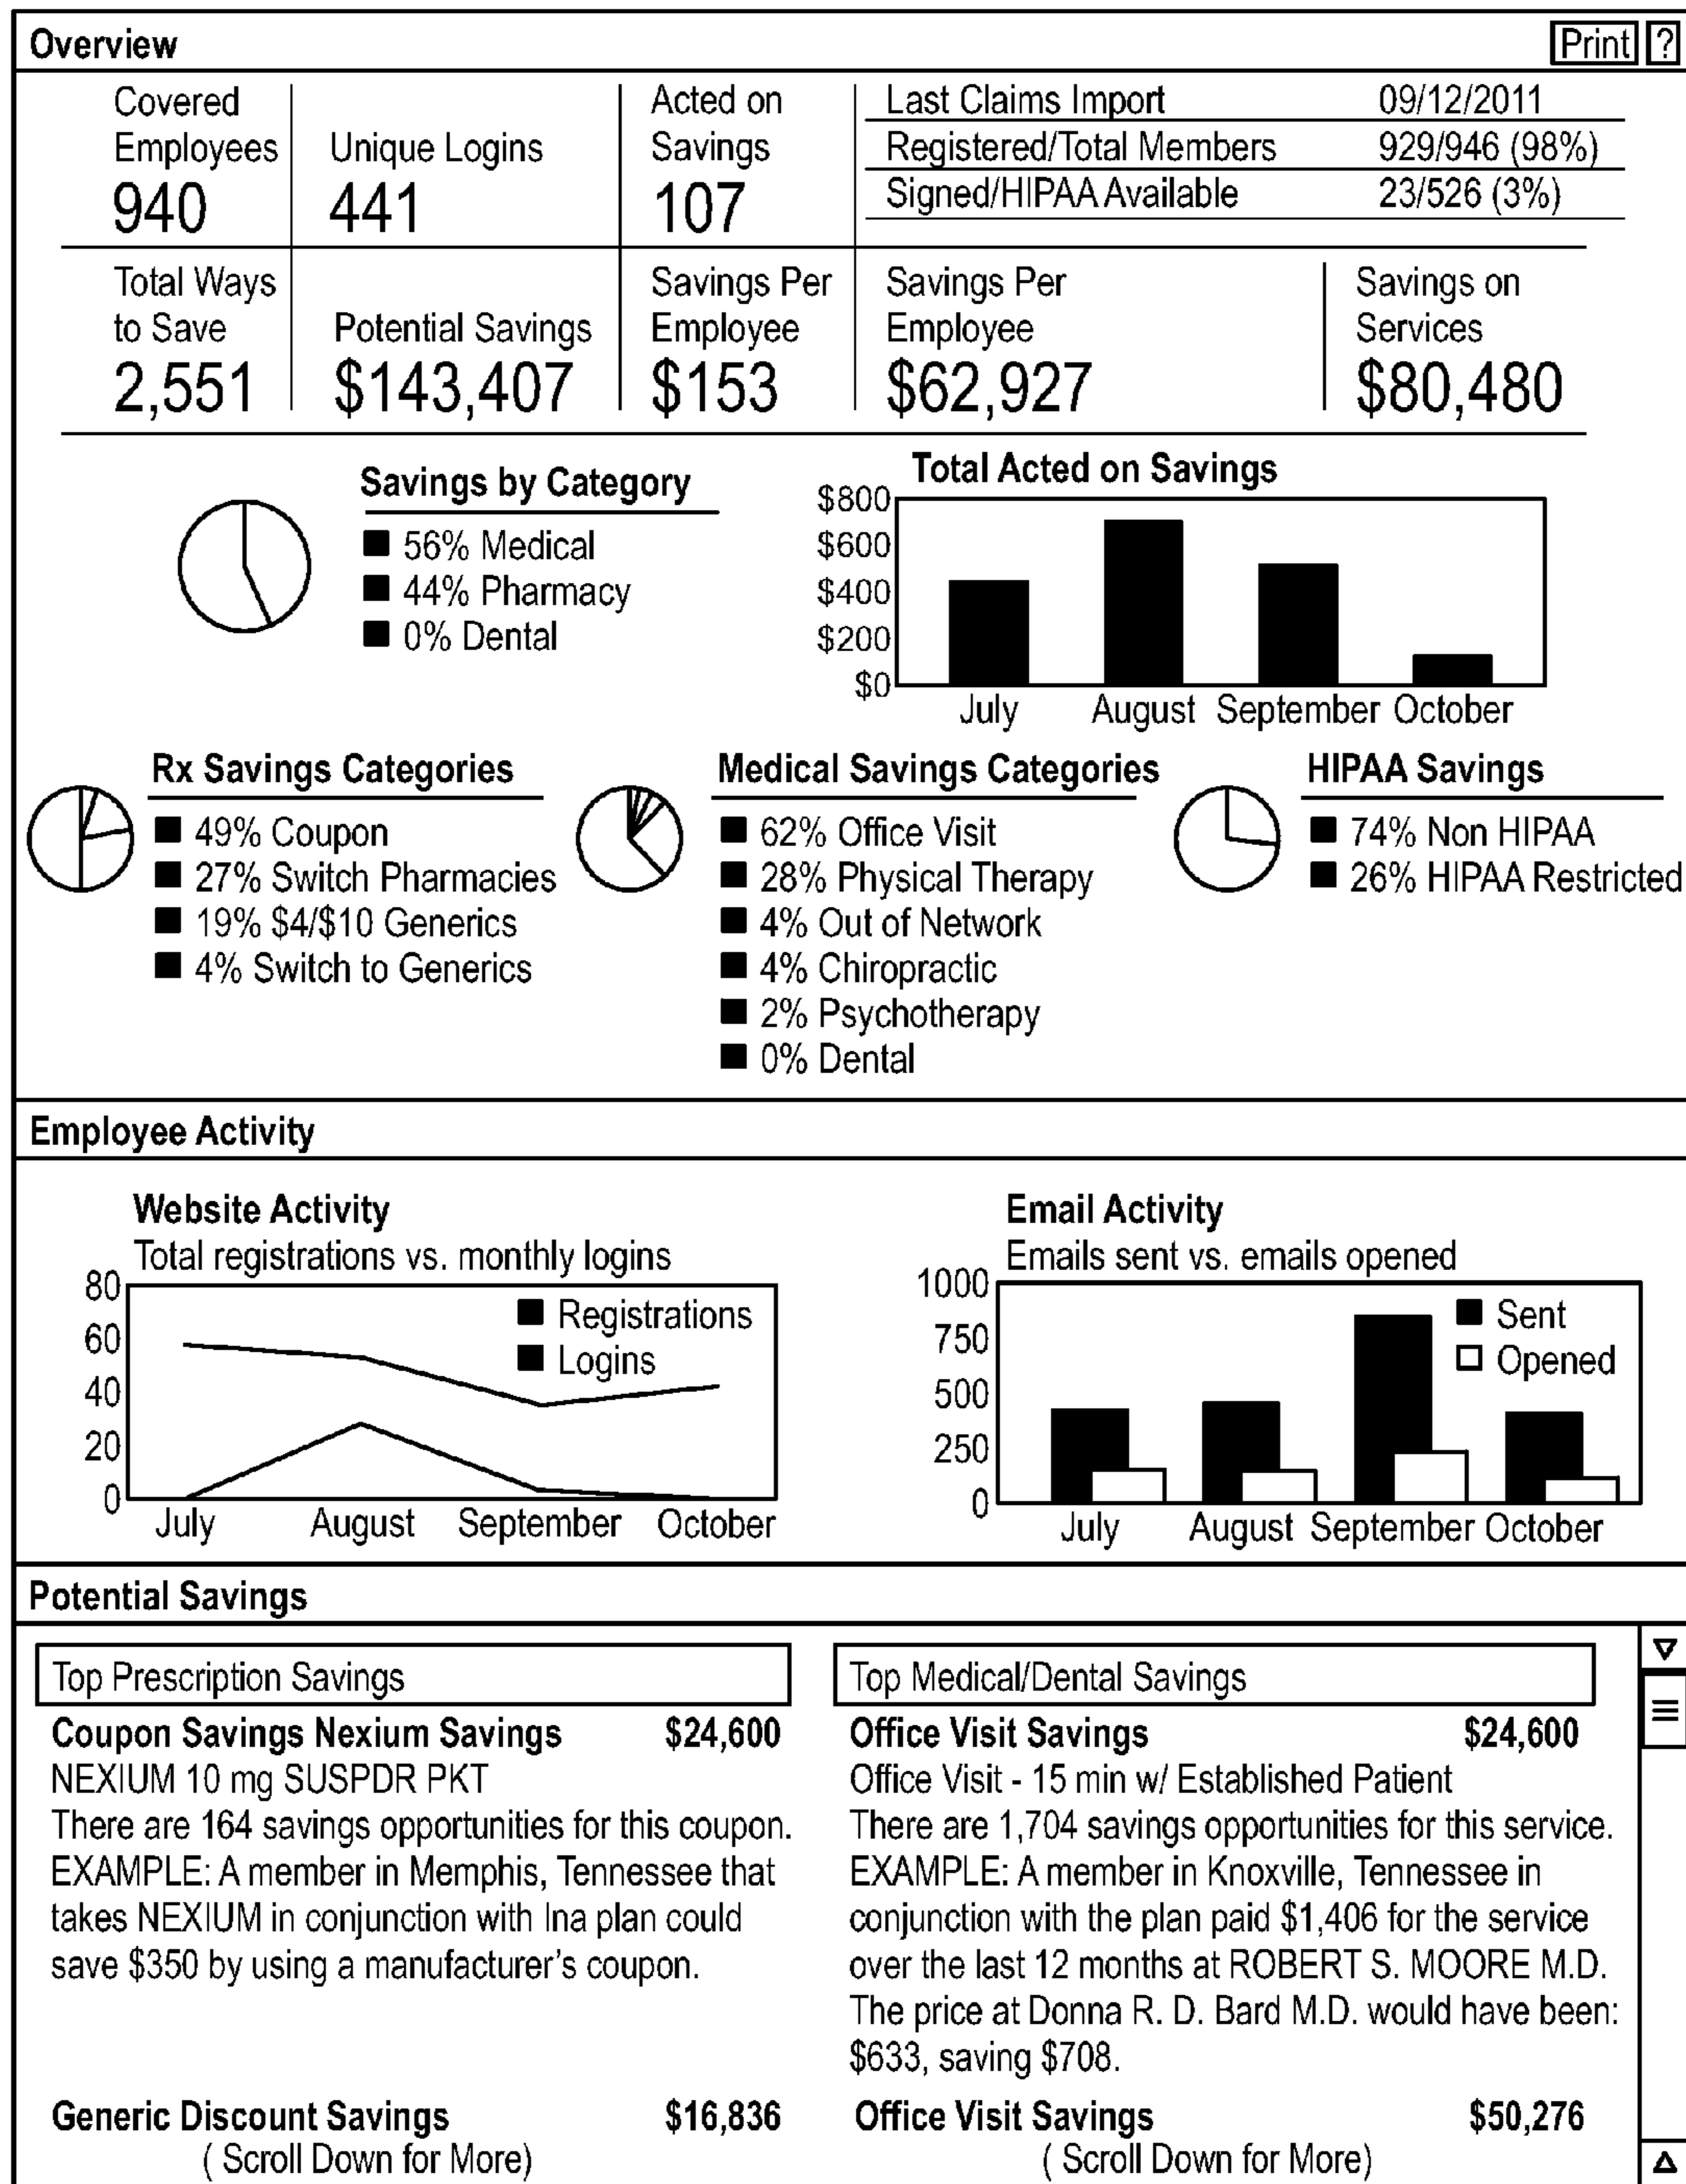 Overview
Print ?
Covered
Employees
940
Unique Logins
441
Acted on
Savings
107
Last Claims Import 09/12/2011
Registered/Total Members 929/946 (98%)
Signed/HIPAA Available 23/526 (3%)
Total Ways
to Save
2,551
Potential Savings
$143,407
Savings Per
Employee
$153
Savings Per
Employee
$62,927
Savings on
Services
$80,480
Savings by Category
56% Medical
44% Pharmacy
0% Dental
Total Acted on Savings
$800
$600
$400
$200
$0
July August September October
Rx Savings Categories
49% Coupon
27% Switch Pharmacies
19% $4/$10 Generics
4% Switch to Generics
Medical Savings Categories
62% Office Visit
28% Physical Therapy
4% Out of Network
4% Chiropractic
2% Psychotherapy
0% Dental
HIPAA Savings
74% Non HIPAA
26% HIPAA Restricted
Employee Activity
Website Activity
Total registrations vs. monthly logins
80
60
40
20
0
Registrations
Logins
July August September October
Email Activity
Emails sent vs. emails opened
1000
750
500
250
0
Sent
Opened
July August September October
Potential Savings
Top Prescription Savings
Coupon Savings Nexium Savings $24,600
NEXIUM 10 mg SUSPDR PKT
There are 164 savings opportunities for this coupon.
EXAMPLE: A member in Memphis, Tennessee that
takes NEXIUM in conjunction with Ina plan could
save $350 by using a manufacturer's coupon.
Generic Discount Savings $16,836
( Scroll Down for More)
Top Medical/Dental Savings
Office Visit Savings $24,600
Office Visit - 15 min w/ Established Patient
There are 1,704 savings opportunities for this service.
EXAMPLE: A member in Knoxville, Tennessee in
conjunction with the plan paid $1,406 for the service
over the last 12 months at ROBERT S. MOORE M.D.
The price at Donna R. D. Bard M.D. would have been:
$633, saving $708.
Office Visit Savings $50,276
( Scroll Down for More)